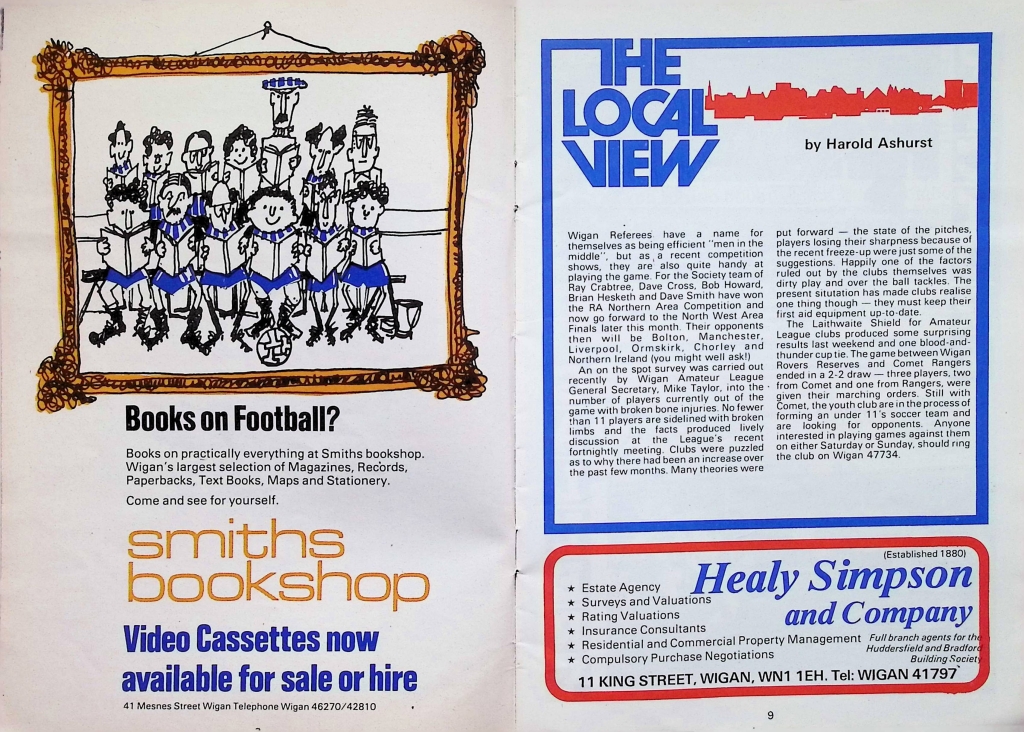 Books on Football?
Books on practically everything at Smiths bookshop.
Wigan's largest selection of Magazines, Records,
Paperbacks, Text Books, Maps and Stationery.
Come and see for yourself.
smiths
bookshop
Video Cassettes now
available for sale or hire
41 Mesnes Street Wigan Telephone Wigan 46270/42810
THE
LOCAL
VIEW
by Harold Ashurst
Wigan Referees have a name for
themselves as being efficient "men in the
middle", but as a recent competition
shows, they are also quite handy at
playing the game. For the Society team of
Ray Crabtree, Dave Cross, Bob Howard,
Brian Hesketh and Dave Smith have won
the RA Northern Area Competition and
now go forward to the North West Area
Finals later this month. Their opponents
then will be Bolton, Manchester,
Liverpool, Ormskirk, Chorley and
Northern Ireland (you might well ask!)
An on the spot survey was carried out
recently by Wigan Amateur League
General Secretary, Mike Taylor, into the
number of players currently out of the
game with broken bone injuries. No fewer
than 11 players are sidelined with broken
limbs and the facts produced lively
discussion at the League's recent
fortnightly meeting. Clubs were puzzled
as to why there had been an increase over
the past few months. Many theories were
put forward — the state of the pitches,
players losing their sharpness because of
the recent freeze-up were just some of the
suggestions. Happily one of the factors
ruled out by the clubs themselves was
dirty play and over the ball tackles. The
present situtation has made clubs realise
one thing though — they must keep their
first aid equipment up-to-date.
The Laithwaite Shield for Amateur
League clubs produced some surprising
results last weekend and one blood-and-
thunder cup tie. The game between Wigan
Rovers Reserves and Comet Rangers
ended in a 2-2 draw — three players, two
from Comet and one from Rangers, were
given their marching orders. Still with
Comet, the youth club are in the process of
forming an under 11's soccer team and
are looking for opponents. Anyone
interested in playing games against them
on either Saturday or Sunday, should ring
the club on Wigan 47734.
(Established 1880)
Healy Simpson
and Company
★ Estate Agency
★ Surveys and Valuations
★ Rating Valuations
★ Insurance Consultants
★ Residential and Commercial Property Management
★ Compulsory Purchase Negotiations
Full branch agents for the
Huddersfield and Bradford
Building Society
11 KING STREET, WIGAN, WN1 1EH. Tel: WIGAN 41797
9